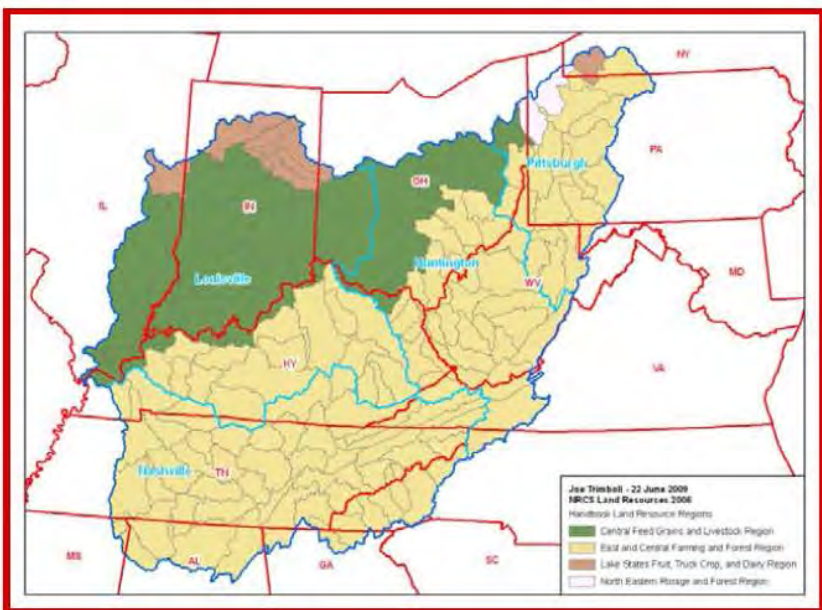 NY
Pittsburgh
PA
OH
IL
IN
Louisville
Huntington
WV
MD
KY
VA
Nashville
TN
MS
AL
GA
SC
Joe Trimboli - 22 June 2009
NRCS Land Resources 2006
Handbook Land Resource Regions
Central Feed Grains and Livestock Region
East and Central Farming and Forest Region
Lake States Fruit, Truck Crop, and Dairy Region
North Eastern Forage and Forest Region